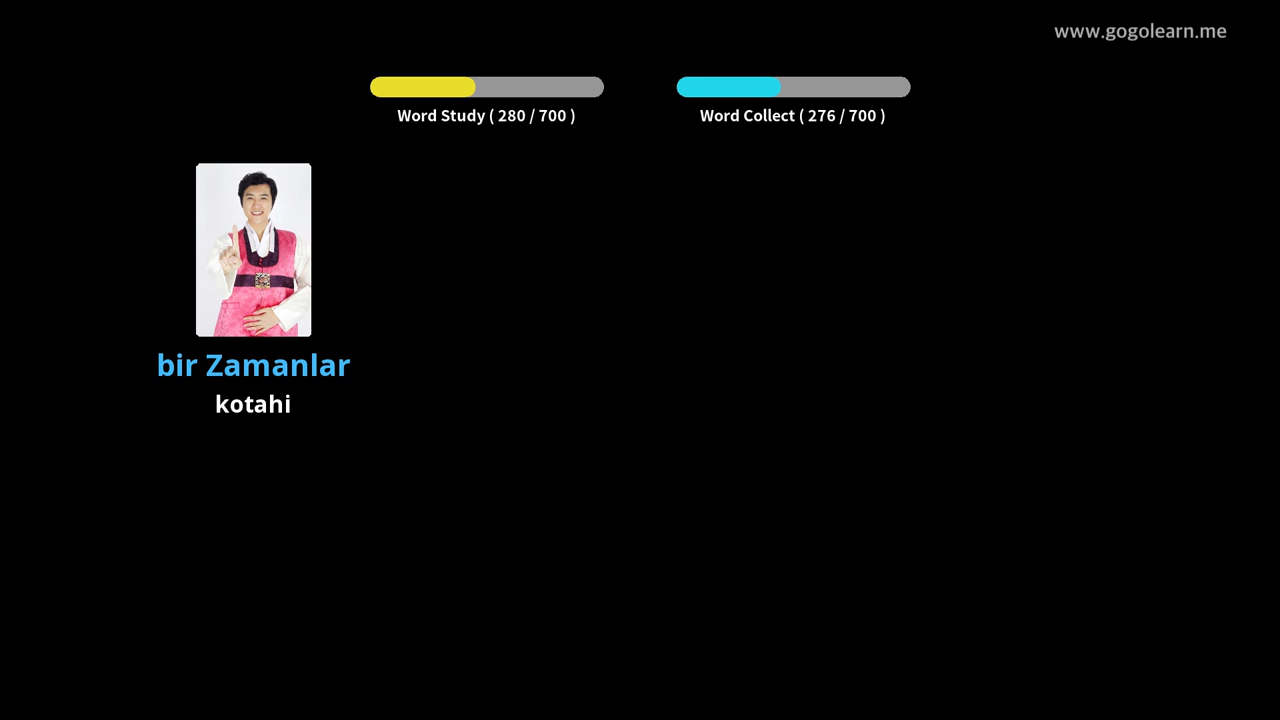 www.gogolearn.me
Word Study ( 280 / 700 )
Word Collect ( 276 / 700 )
bir Zamanlar
kotahi